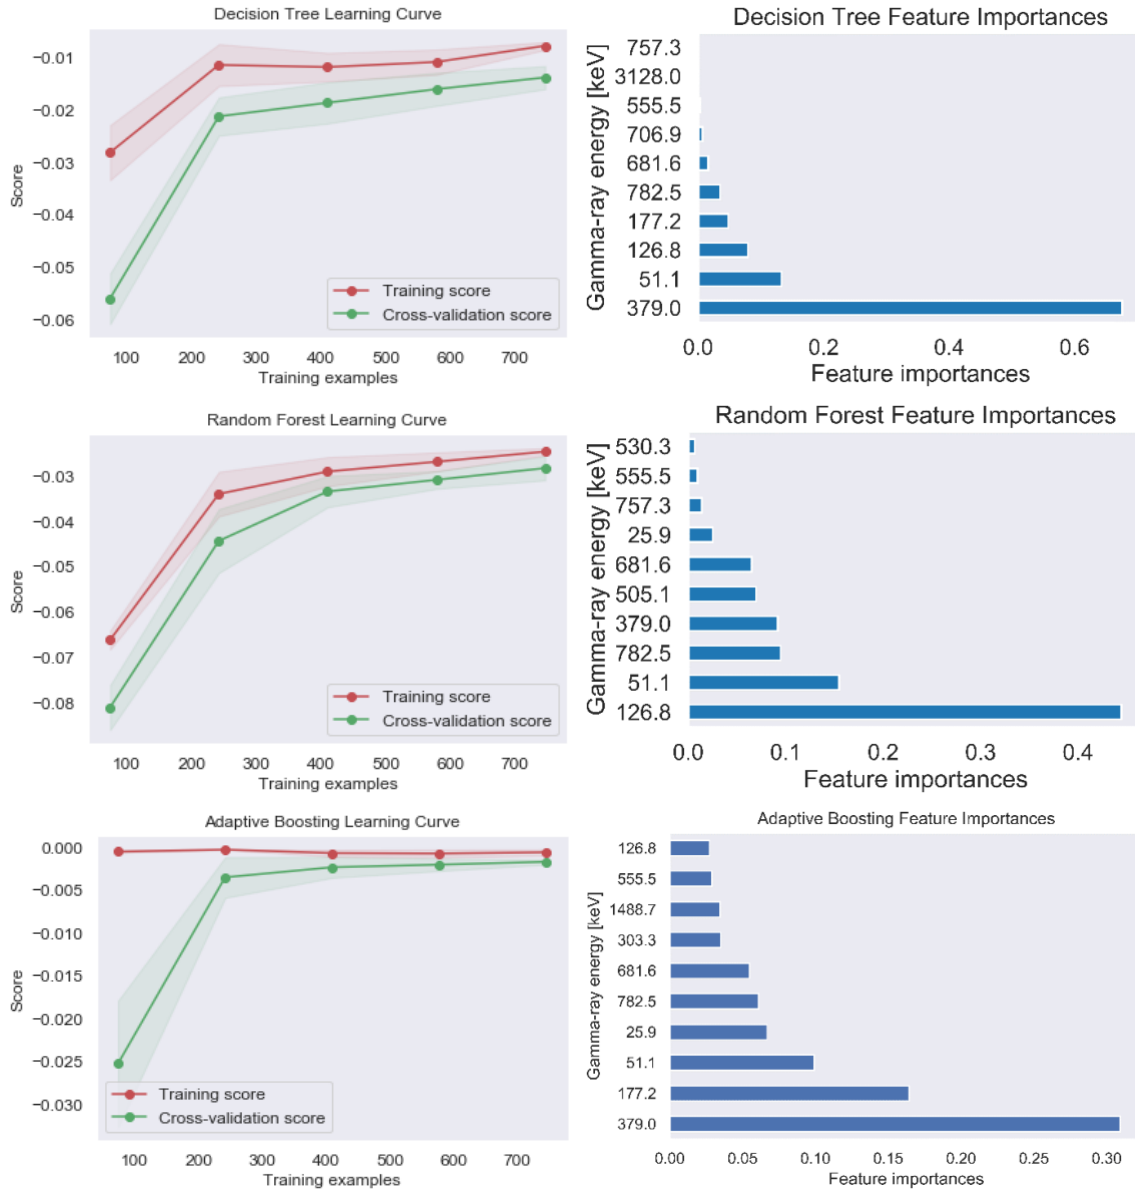 Decision Tree Learning Curve
−0.01
−0.02
−0.03
−0.04
−0.05
−0.06
Score
Training score
Cross-validation score
100 200 300 400 500 600 700
Training examples
Decision Tree Feature Importances
Gamma-ray energy [keV]
757.3
3128.0
555.5
706.9
681.6
782.5
177.2
126.8
51.1
379.0
0.0 0.2 0.4 0.6
Feature importances
Random Forest Learning Curve
−0.03
−0.04
−0.05
−0.06
−0.07
−0.08
Score
Training score
Cross-validation score
100 200 300 400 500 600 700
Training examples
Random Forest Feature Importances
Gamma-ray energy [keV]
530.3
555.5
757.3
25.9
681.6
505.1
379.0
782.5
51.1
126.8
0.0 0.1 0.2 0.3 0.4
Feature importances
Adaptive Boosting Learning Curve
0.000
−0.005
−0.010
−0.015
−0.020
−0.025
−0.030
Score
Training score
Cross-validation score
100 200 300 400 500 600 700
Training examples
Adaptive Boosting Feature Importances
Gamma-ray energy [keV]
126.8
555.5
1488.7
303.3
681.6
782.5
25.9
51.1
177.2
379.0
0.00 0.05 0.10 0.15 0.20 0.25 0.30
Feature importances